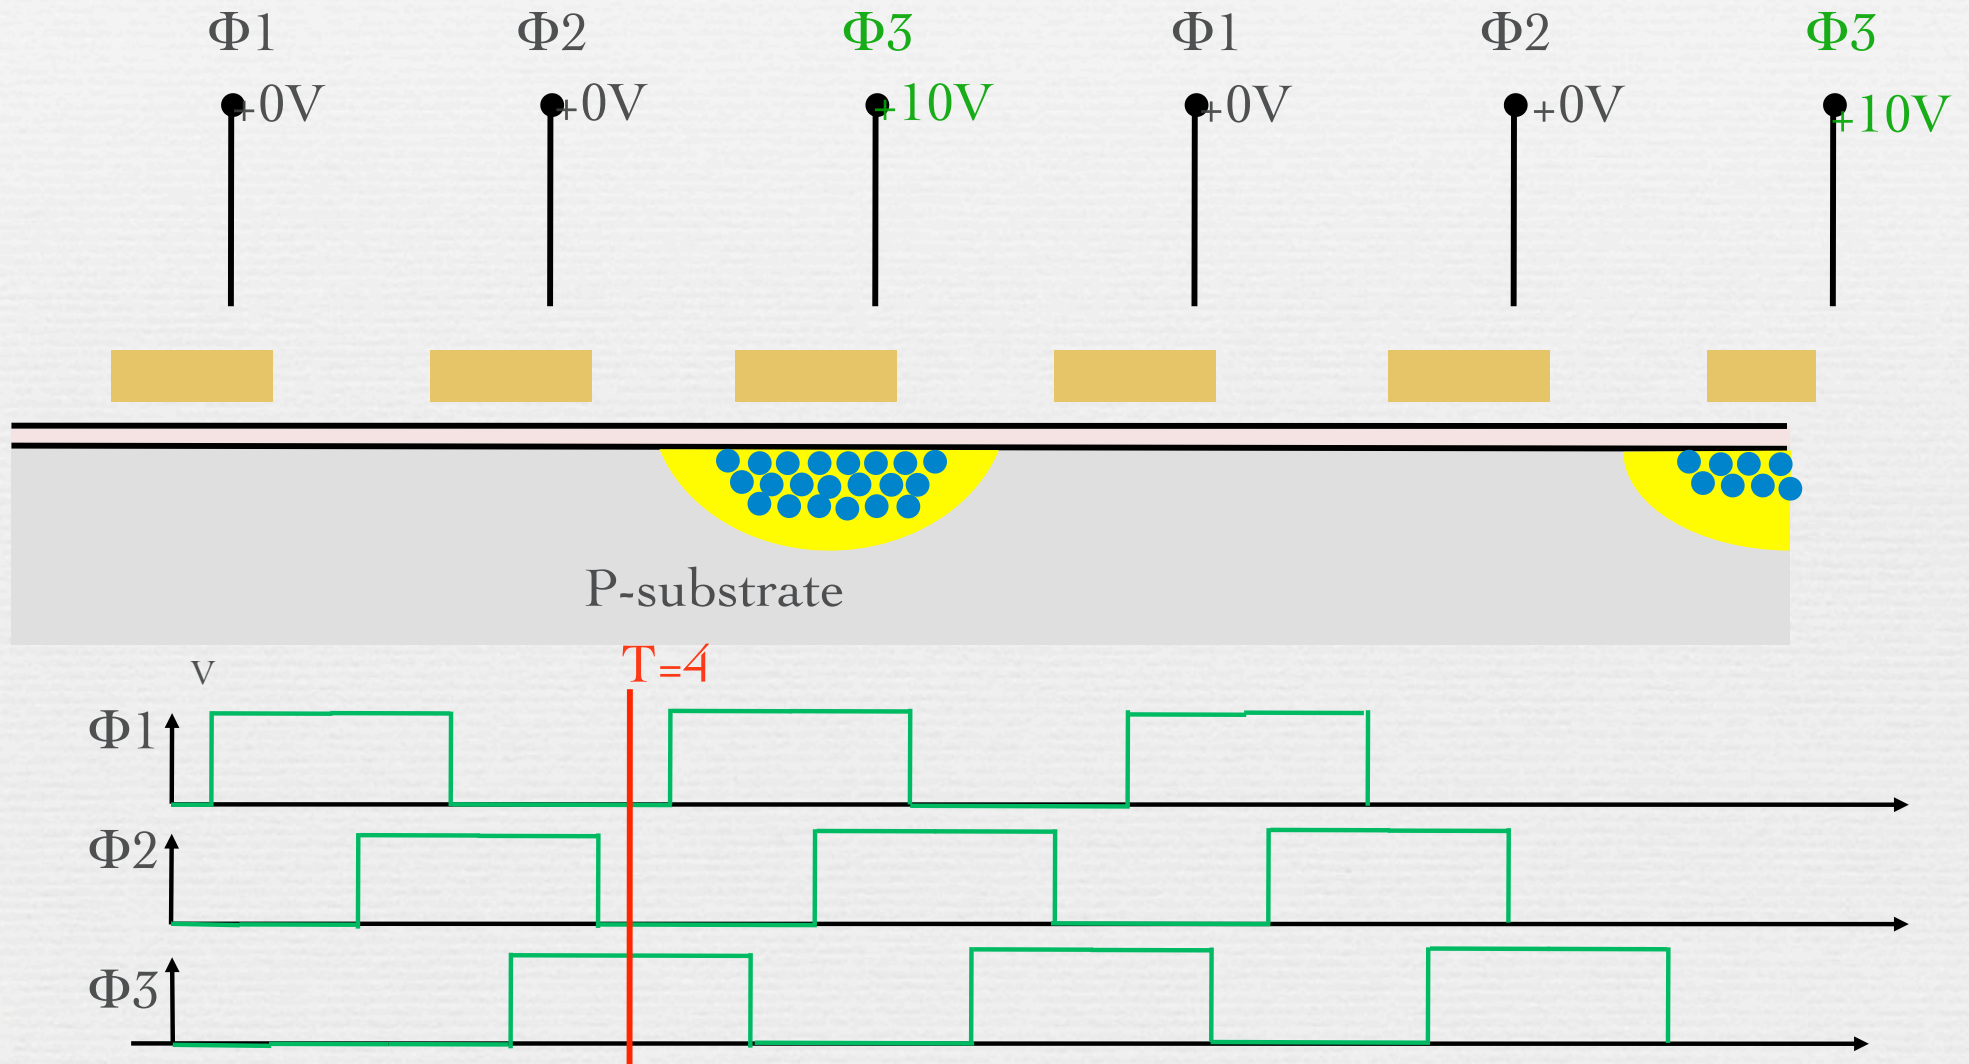 Φ1 Φ2 Φ3 Φ1 Φ2 Φ3
+0V +0V +10V +0V +0V +10V
P-substrate
T=4
V
Φ1
Φ2
Φ3